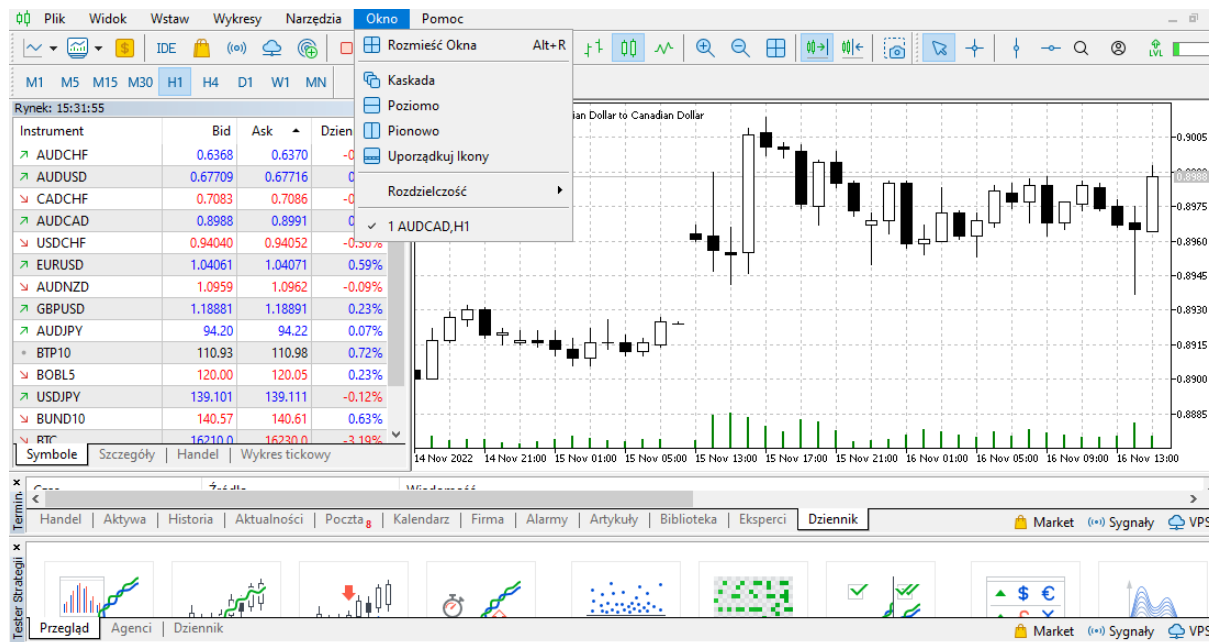 Plik Widok Wstaw Wykresy Narzędzia Okno Pomoc
IDE LVL
Rozmieść Okna Alt+R
Kaskada
Poziomo
Pionowo
Uporządkuj Ikony
Rozdzielczość
1 AUDCAD,H1
M1 M5 M15 M30 H1 H4 D1 W1 MN
Rynek: 15:31:55
Instrument Bid Ask Dzien
AUDCHF 0.6368 0.6370
AUDUSD 0.67709 0.67716
CADCHF 0.7083 0.7086
AUDCAD 0.8988 0.8991
USDCHF 0.94040 0.94052
EURUSD 1.04061 1.04071 0.59%
AUDNZD 1.0959 1.0962 -0.09%
GBPUSD 1.18881 1.18891 0.23%
AUDJPY 94.20 94.22 0.07%
BTP10 110.93 110.98 0.72%
BOBL5 120.00 120.05 0.23%
USDJPY 139.101 139.111 -0.12%
BUND10 140.57 140.61 0.63%
BTC 16210.0 16230.0 -3.19%
Symbole Szczegóły Handel Wykres tickowy
ian Dollar to Canadian Dollar
0.9005
0.8988
0.8975
0.8960
0.8945
0.8930
0.8915
0.8900
0.8885
14 Nov 2022 14 Nov 21:00 15 Nov 01:00 15 Nov 05:00 15 Nov 13:00 15 Nov 17:00 15 Nov 21:00 16 Nov 01:00 16 Nov 05:00 16 Nov 09:00 16 Nov 13:00
Termin
Handel Aktywa Historia Aktualności Poczta 8 Kalendarz Firma Alarmy Artykuły Biblioteka Eksperci Dziennik Market Sygnały VPS
Tester Strategii
$ €
Przegląd Agenci Dziennik Market Sygnały VPS